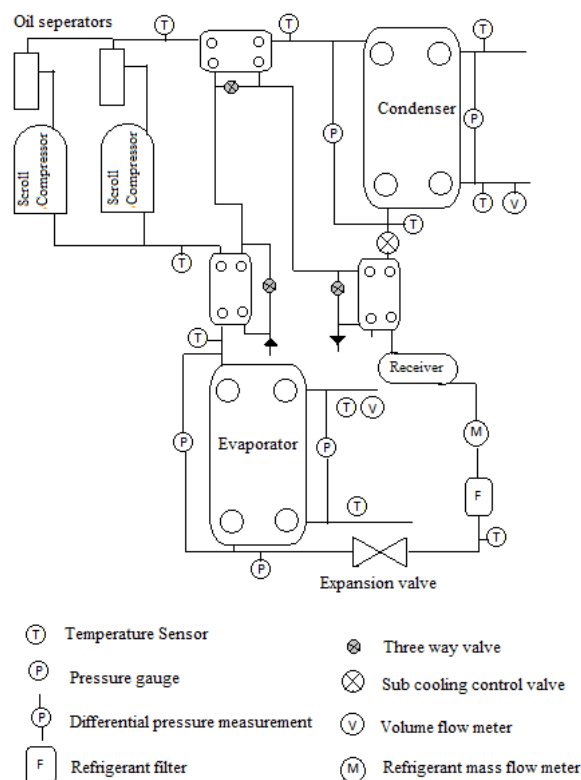 Oil seperators
T
T
T
Condenser
P
P
Scroll
Compressor
Scroll
Compressor
T
T
V
T
T
Receiver
P
Evaporator
T
V
P
M
T
F
T
P
Expansion valve
T
Temperature Sensor
Three way valve
P
Pressure gauge
Sub cooling control valve
P
Differential pressure measurement
V
Volume flow meter
F
Refrigerant filter
M
Refrigerant mass flow meter